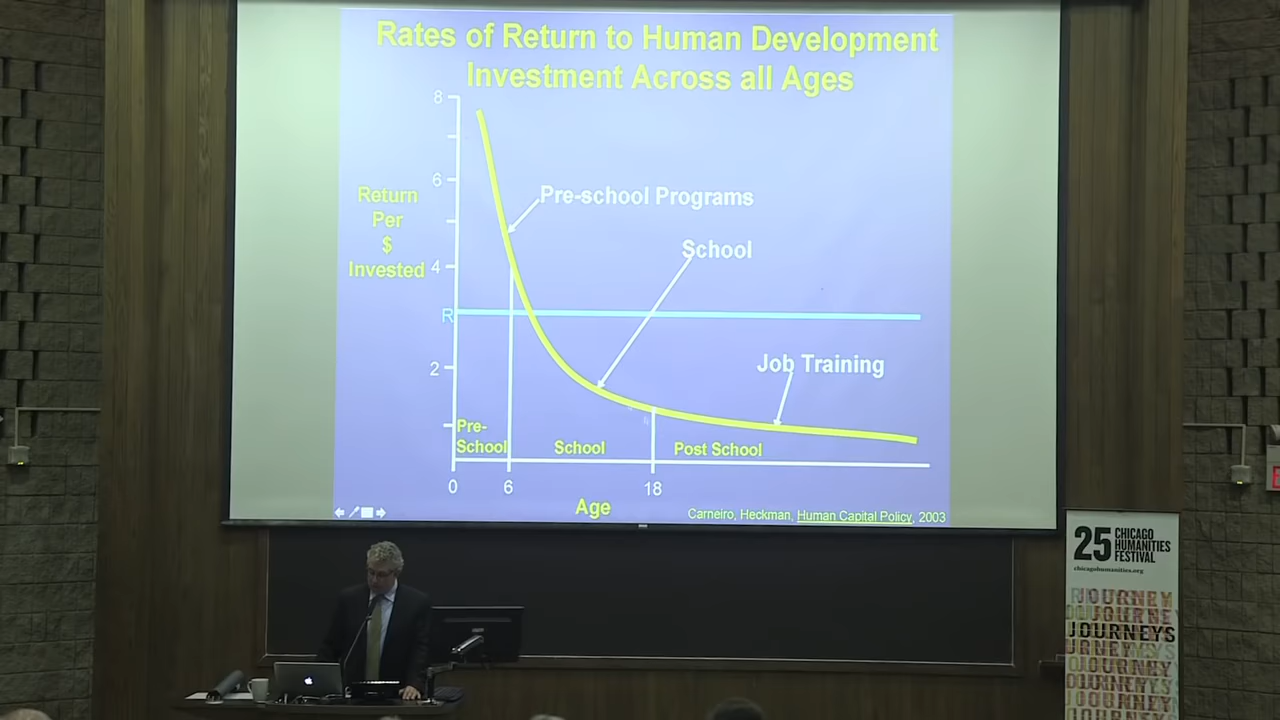 Rates of Return to Human Development
Investment Across all Ages
8
6
4
R
2
Return
Per
$
Invested
Pre-school Programs
School
Job Training
Pre-
School
School
Post School
0
6
18
Age
Carneiro, Heckman, Human Capital Policy, 2003
25 CHICAGO
HUMANITIES
FESTIVAL
chicagohumanities.org
JOURNEY
JOURNEYS